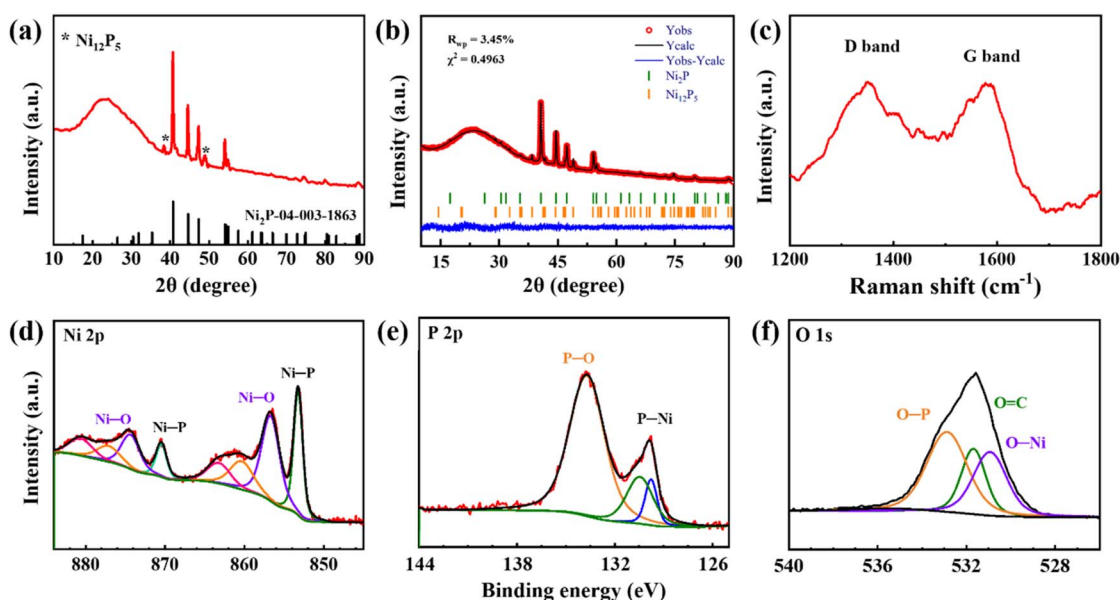 (a)
* Ni₁₂P₅
Intensity (a.u.)
Ni₂P-04-003-1863
10 20 30 40 50 60 70 80 90
2θ (degree)
(b)
Rwp = 3.45%
χ² = 0.4963
Yobs
Ycalc
Yobs-Ycalc
Ni₂P
Ni₁₂P₅
Intensity (a.u.)
15 30 45 60 75 90
2θ (degree)
(c)
D band
G band
Intensity (a.u.)
1200 1400 1600 1800
Raman shift (cm⁻¹)
(d)
Ni 2p
Ni—O
Ni—P
Ni—O
Ni—P
Intensity (a.u.)
880 870 860 850
(e)
P 2p
P—O
P—Ni
144 138 132 126
(f)
O 1s
O—P
O=C
O—Ni
540 536 532 528
Binding energy (eV)